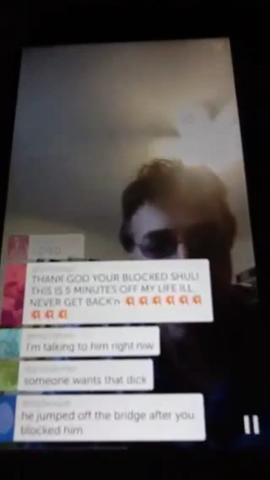 THANK GOD YOUR BLOCKED SHULI
THIS IS 5 MINUTES OFF MY LIFE ILL
NEVER GET BACK'n 💥💥💥💥💥💥
💥💥💥
I'm talking to him right niw
someone wants that dick
he jumped off the bridge after you
blocked him